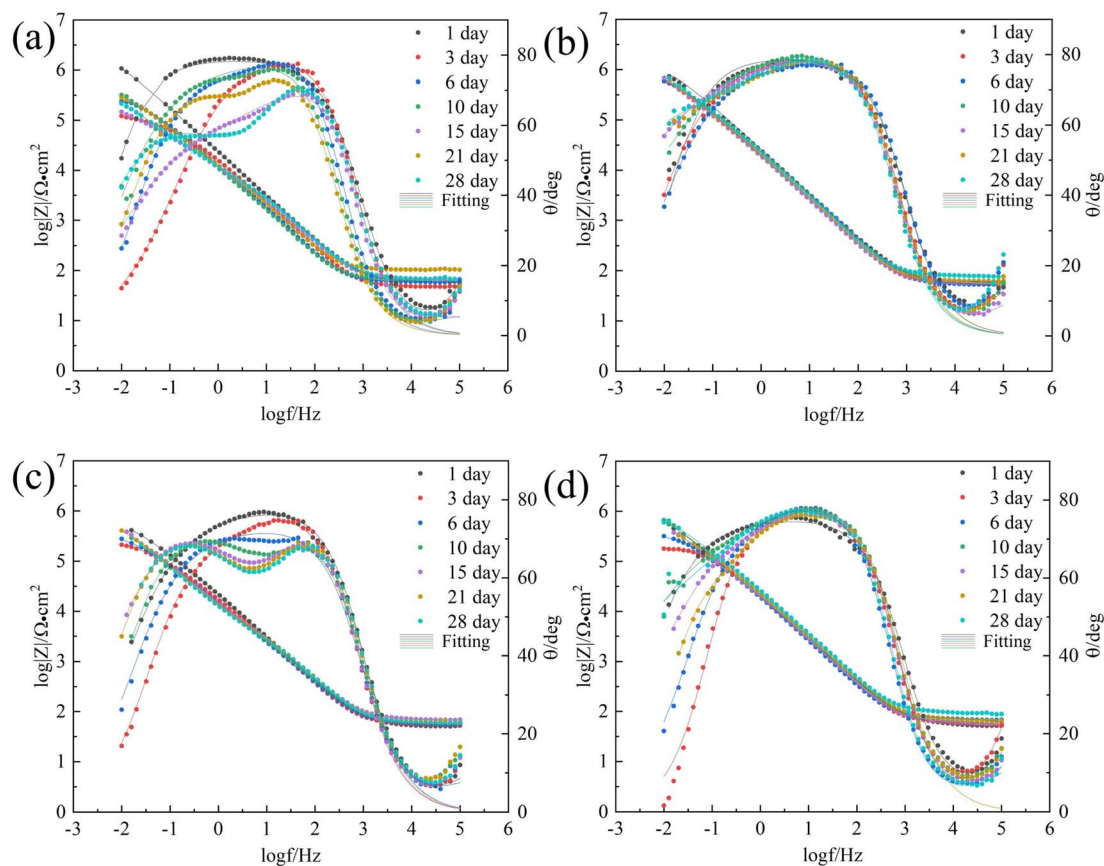 (a)
7
6
5
4
3
2
1
0
log|Z|/Ω•cm²
-3 -2 -1 0 1 2 3 4 5 6
logf/Hz
80
60
40
20
0
θ/deg
1 day
3 day
6 day
10 day
15 day
21 day
28 day
Fitting
(b)
7
6
5
4
3
2
1
0
log|Z|/Ω•cm²
-3 -2 -1 0 1 2 3 4 5 6
logf/Hz
80
60
40
20
0
θ/deg
1 day
3 day
6 day
10 day
15 day
21 day
28 day
Fitting
(c)
7
6
5
4
3
2
1
0
log|Z|/Ω•cm²
-3 -2 -1 0 1 2 3 4 5 6
logf/Hz
80
60
40
20
0
θ/deg
1 day
3 day
6 day
10 day
15 day
21 day
28 day
Fitting
(d)
7
6
5
4
3
2
1
0
log|Z|/Ω•cm²
-3 -2 -1 0 1 2 3 4 5 6
logf/Hz
80
60
40
20
0
θ/deg
1 day
3 day
6 day
10 day
15 day
21 day
28 day
Fitting